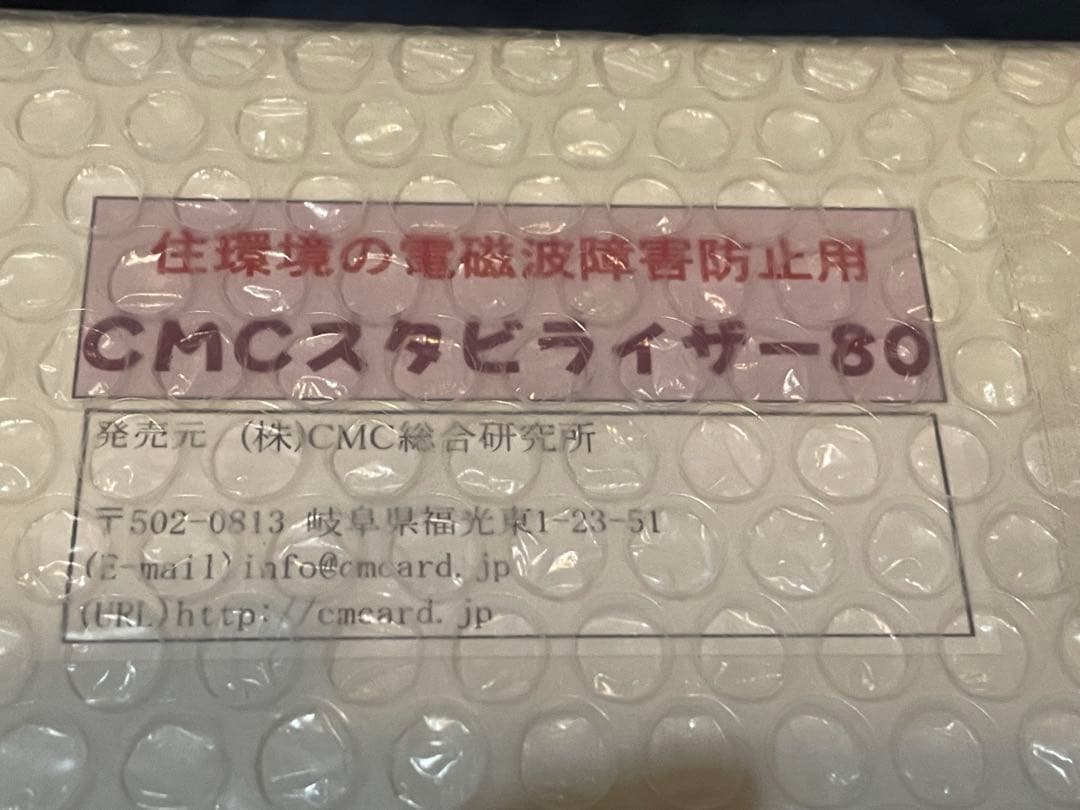 住環境の電磁波障害防止用
CMCスタビライザー80
発売元 (株)CMC総合研究所
〒502-0813 岐阜県福光東1-23-51
(E-mail)info@cmcard.jp
(URL)http://cmcard.jp